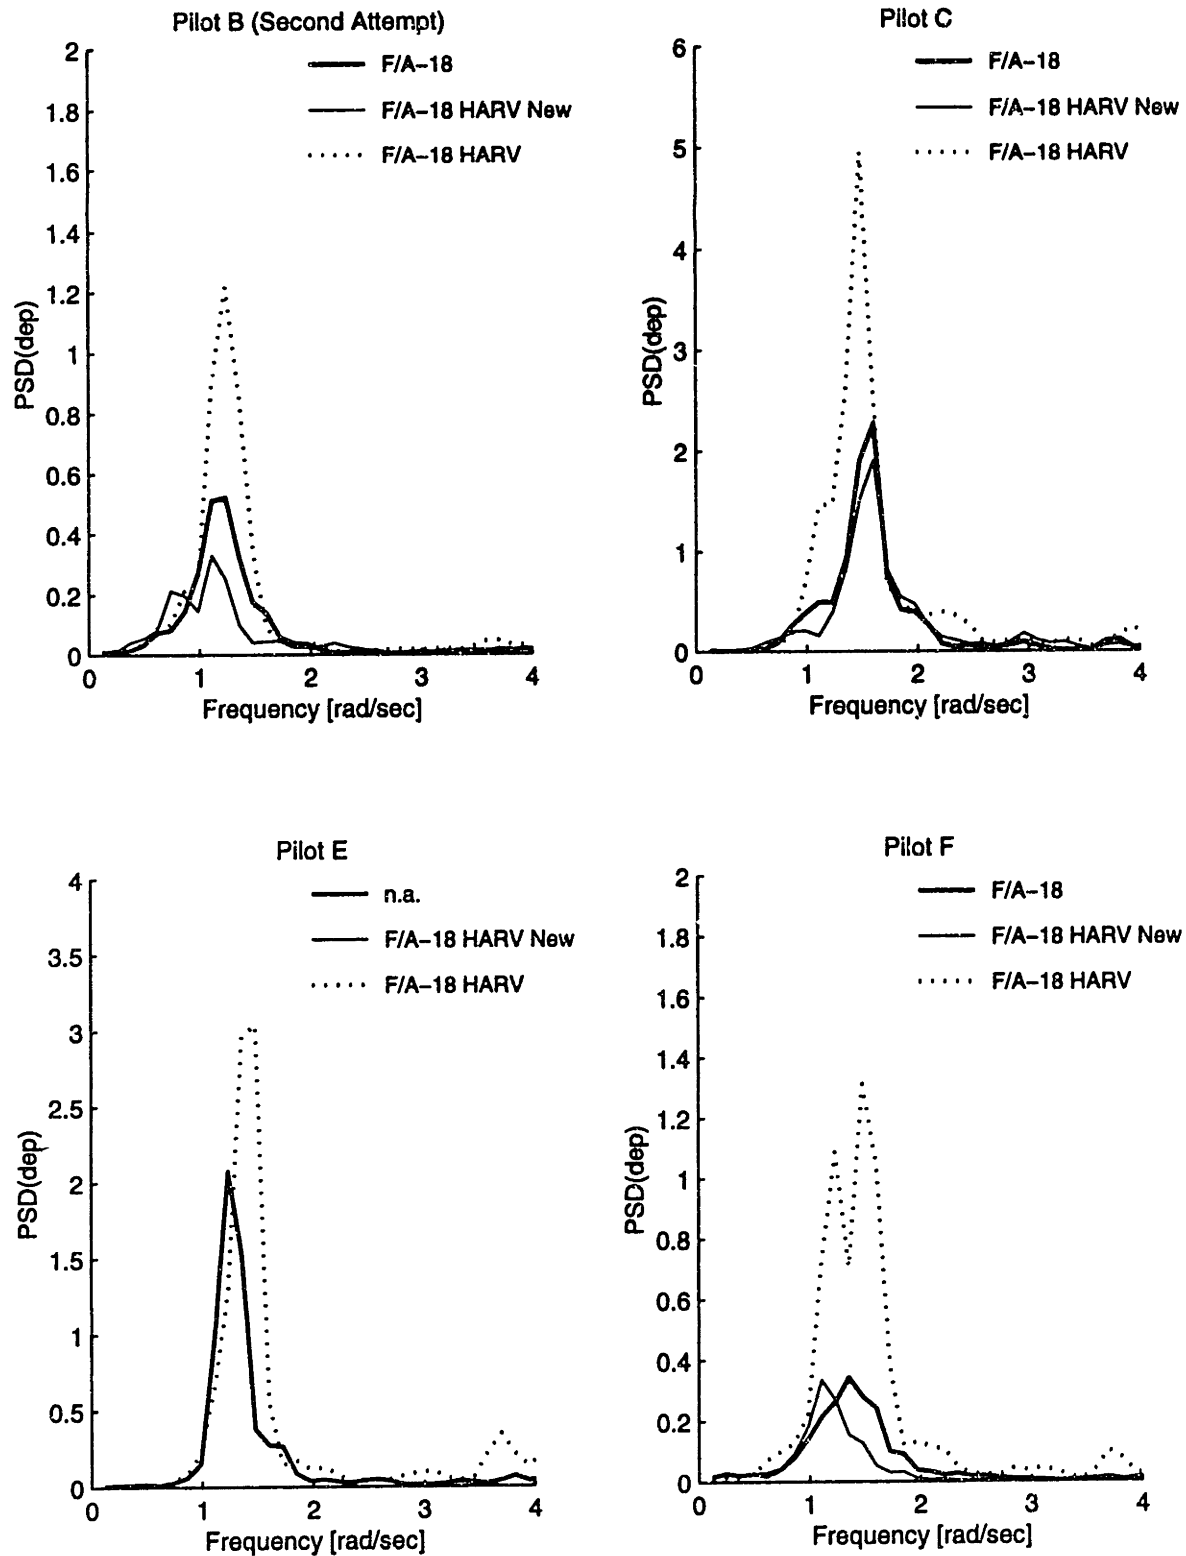 Pilot B (Second Attempt)
2
1.8
1.6
1.4
1.2
1
0.8
0.6
0.4
0.2
0
PSD(dep)
F/A-18
F/A-18 HARV New
F/A-18 HARV
0 1 2 3 4
Frequency [rad/sec]
Pilot C
6
5
4
3
2
1
0
PSD(dep)
F/A-18
F/A-18 HARV New
F/A-18 HARV
0 1 2 3 4
Frequency [rad/sec]
Pilot E
4
3.5
3
2.5
2
1.5
1
0.5
0
PSD(dep)
n.a.
F/A-18 HARV New
F/A-18 HARV
0 1 2 3 4
Frequency [rad/sec]
Pilot F
2
1.8
1.6
1.4
1.2
1
0.8
0.6
0.4
0.2
0
PSD(dep)
F/A-18
F/A-18 HARV New
F/A-18 HARV
0 1 2 3 4
Frequency [rad/sec]